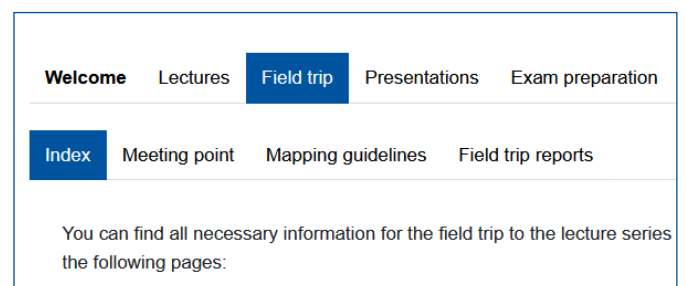 Welcome Lectures Field trip Presentations Exam preparation
Index Meeting point Mapping guidelines Field trip reports
You can find all necessary information for the field trip to the lecture series
the following pages: